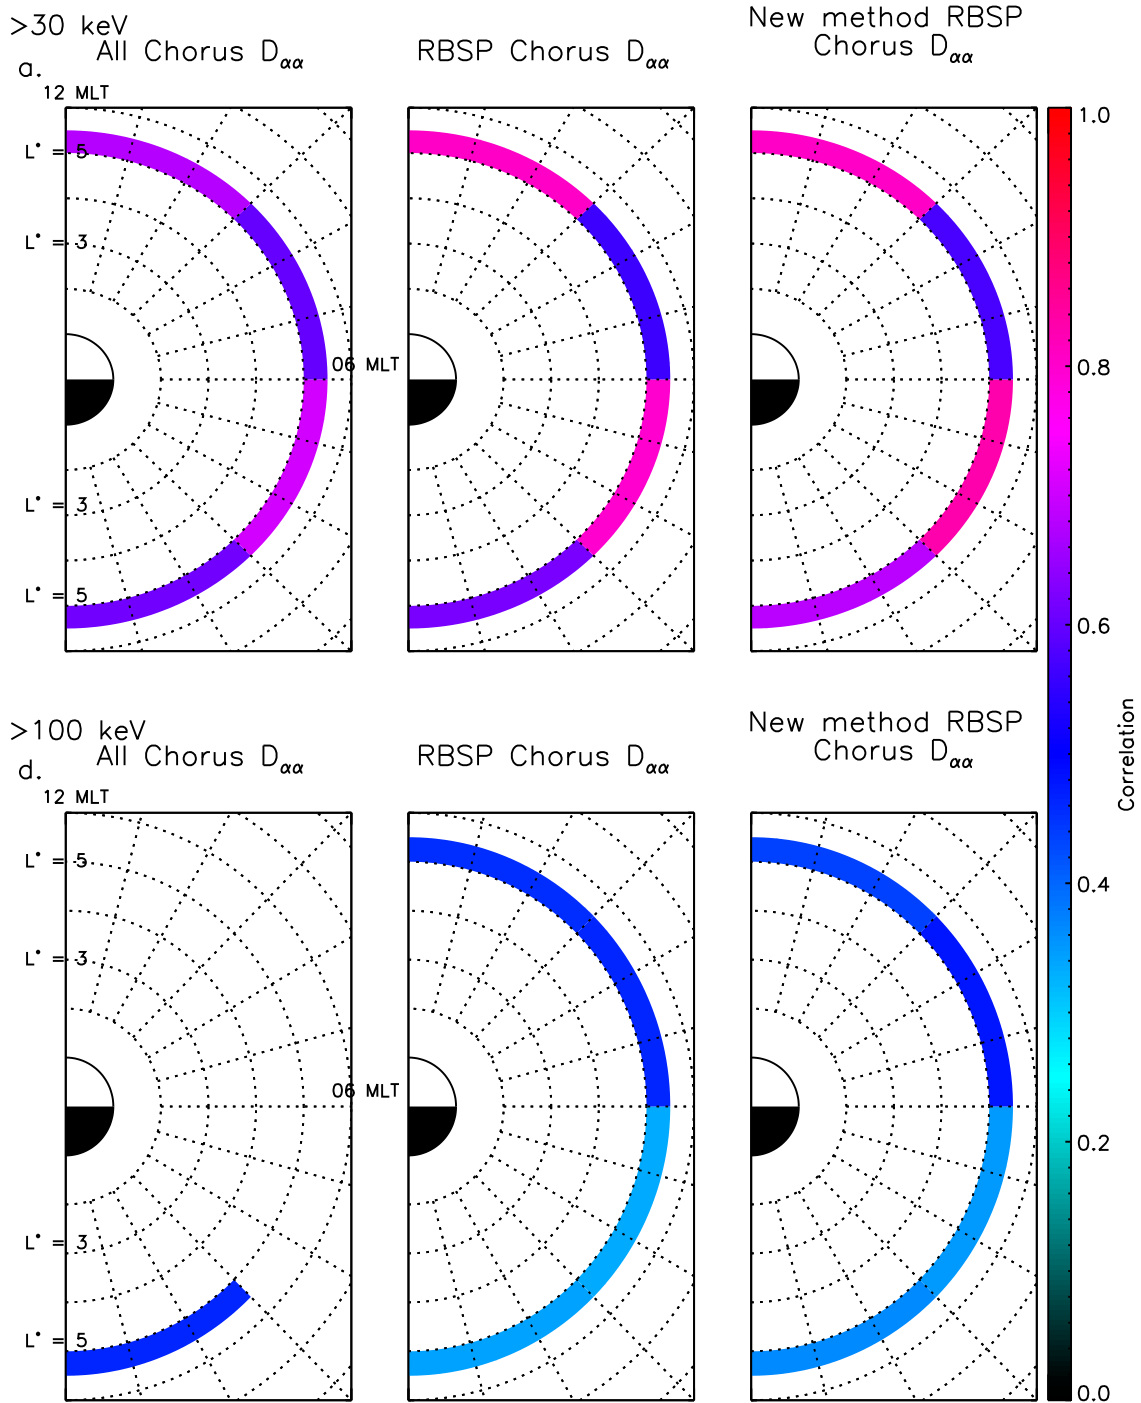 >30 keV
All Chorus Dαα
RBSP Chorus Dαα
New method RBSP
Chorus Dαα
a.
12 MLT
L* = 5
L* = 3
06 MLT
L* = 3
L* = 5
1.0
0.8
0.6
0.4
0.2
0.0
Correlation
>100 keV
All Chorus Dαα
RBSP Chorus Dαα
New method RBSP
Chorus Dαα
d.
12 MLT
L* = 5
L* = 3
06 MLT
L* = 3
L* = 5